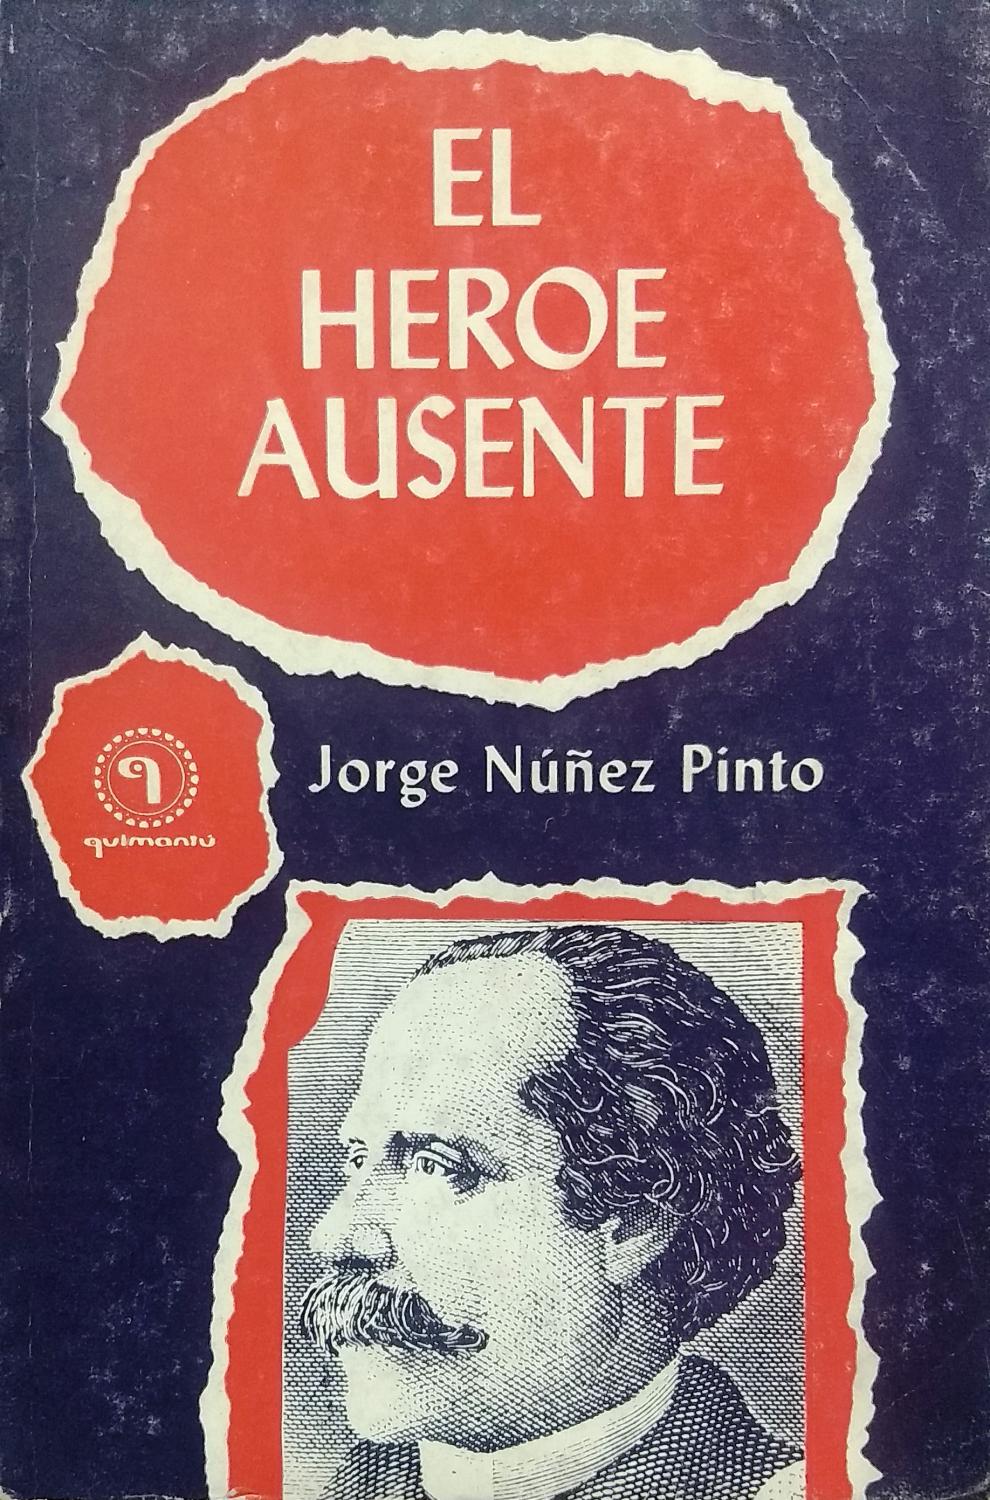 EL
HEROE
AUSENTE
Jorge Núñez Pinto
q
quimantú